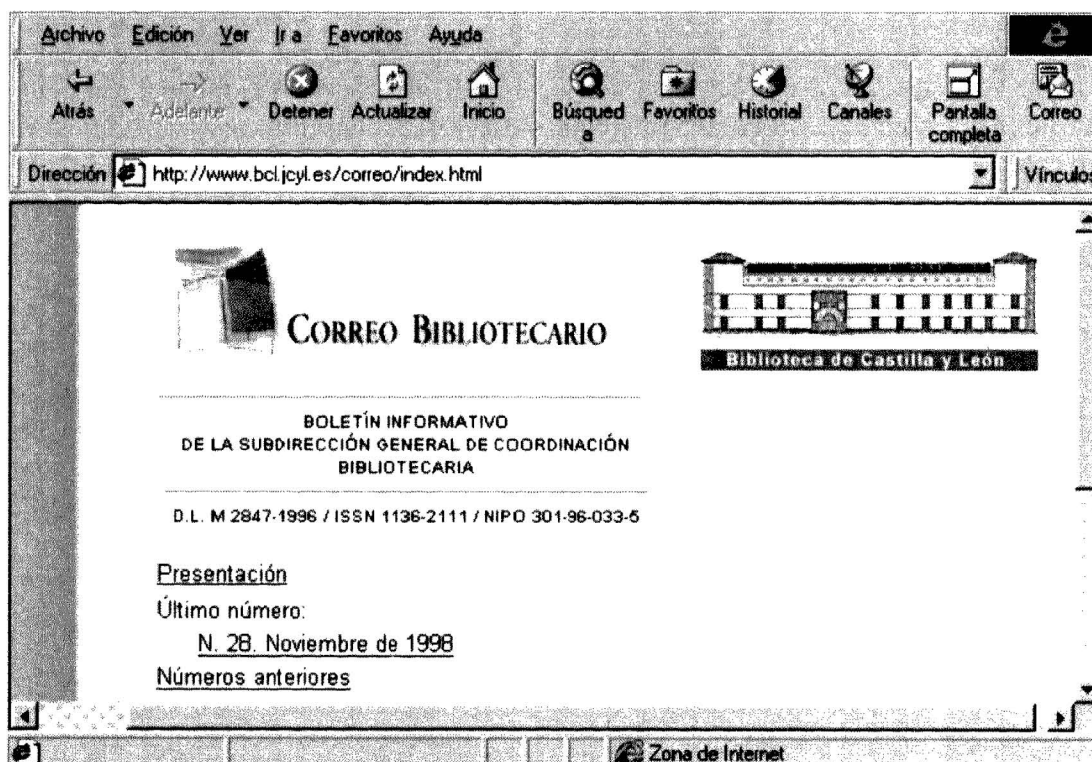 Archivo Edición Ver Ir a Favoritos Ayuda
Atrás Adelante Detener Actualizar Inicio Búsqued
a Favoritos Historial Canales Pantalla
completa Correo
Dirección http://www.bcl.jcyl.es/correo/index.html Vínculos
CORREO BIBLIOTECARIO
Biblioteca de Castilla y León
BOLETÍN INFORMATIVO
DE LA SUBDIRECCIÓN GENERAL DE COORDINACIÓN
BIBLIOTECARIA
D.L. M 2847-1996 / ISSN 1136-2111 / NIPO 301-96-033-5
Presentación
Último número:
N. 28. Noviembre de 1998
Números anteriores
Zona de Internet